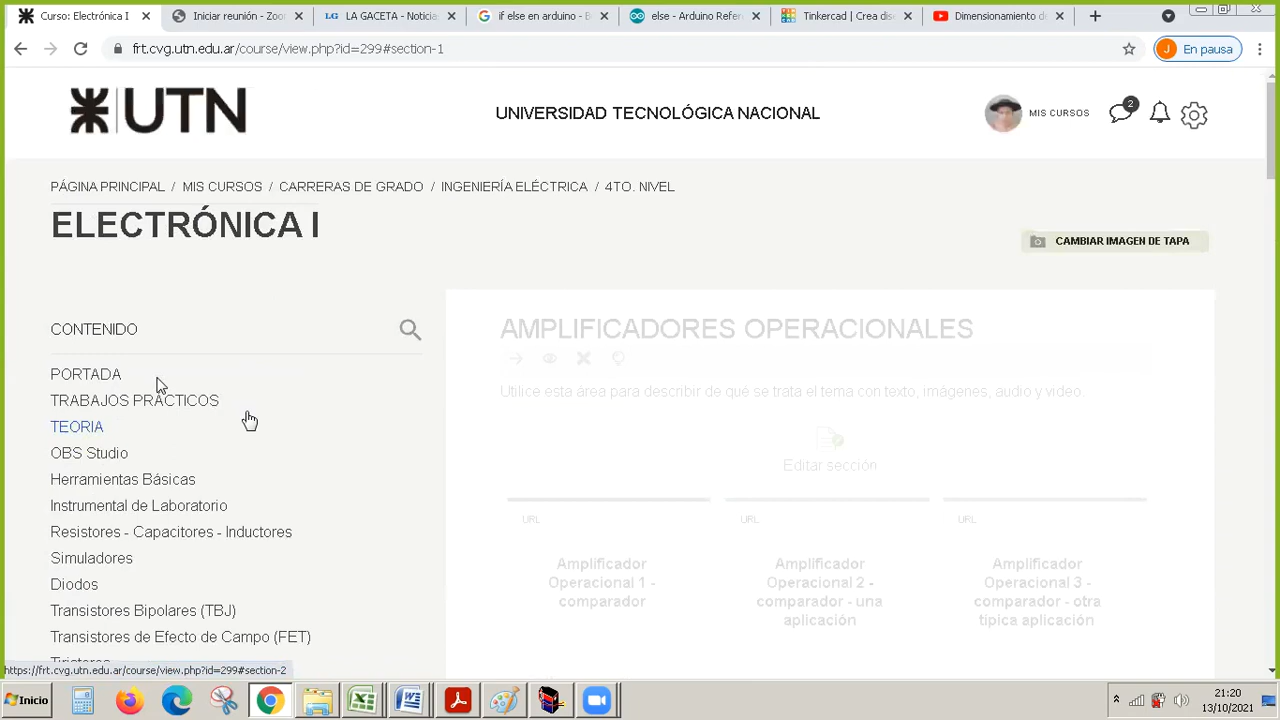 Curso: Electrónica I
Iniciar reunión - Zoo
LG LA GACETA - Noticia
if else en arduino - B
else - Arduino Refer
Tinkercad | Crea dise
Dimensionamiento de
frt.cvg.utn.edu.ar/course/view.php?id=299#section-1
J En pausa
UTN
UNIVERSIDAD TECNOLÓGICA NACIONAL
MIS CURSOS
2
PÁGINA PRINCIPAL / MIS CURSOS / CARRERAS DE GRADO / INGENIERÍA ELÉCTRICA / 4TO. NIVEL
ELECTRÓNICA I
CAMBIAR IMAGEN DE TAPA
CONTENIDO
PORTADA
TRABAJOS PRÁCTICOS
TEORIA
OBS Studio
Herramientas Básicas
Instrumental de Laboratorio
Resistores - Capacitores - Inductores
Simuladores
Diodos
Transistores Bipolares (TBJ)
Transistores de Efecto de Campo (FET)
Tiristores
AMPLIFICADORES OPERACIONALES
Utilice esta área para describir de qué se trata el tema con texto, imágenes, audio y video.
Editar sección
URL
Amplificador
Operacional 1 -
comparador
URL
Amplificador
Operacional 2 -
comparador - una
aplicación
URL
Amplificador
Operacional 3 -
comparador - otra
típica aplicación
https://frt.cvg.utn.edu.ar/course/view.php?id=299#section-2
Inicio
21:20
13/10/2021